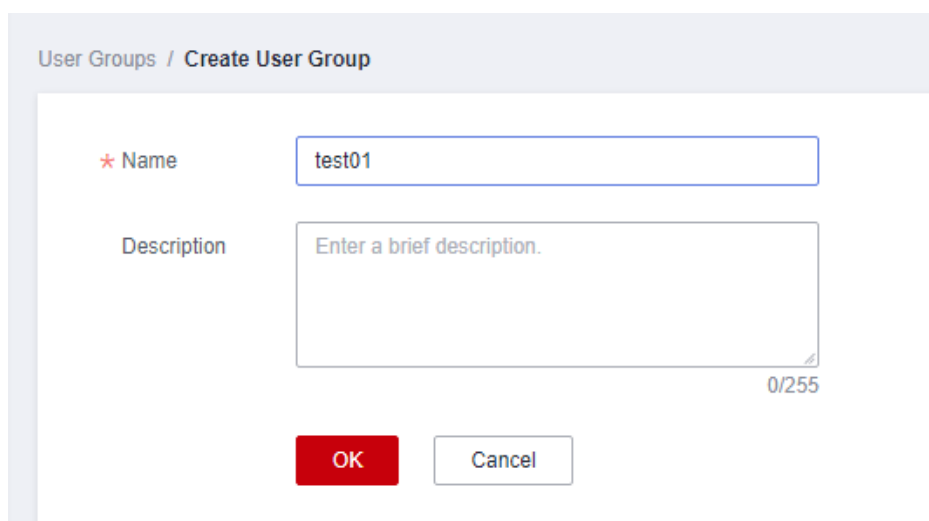 User Groups / Create User Group
* Name
test01
Description
Enter a brief description.
0/255
OK
Cancel